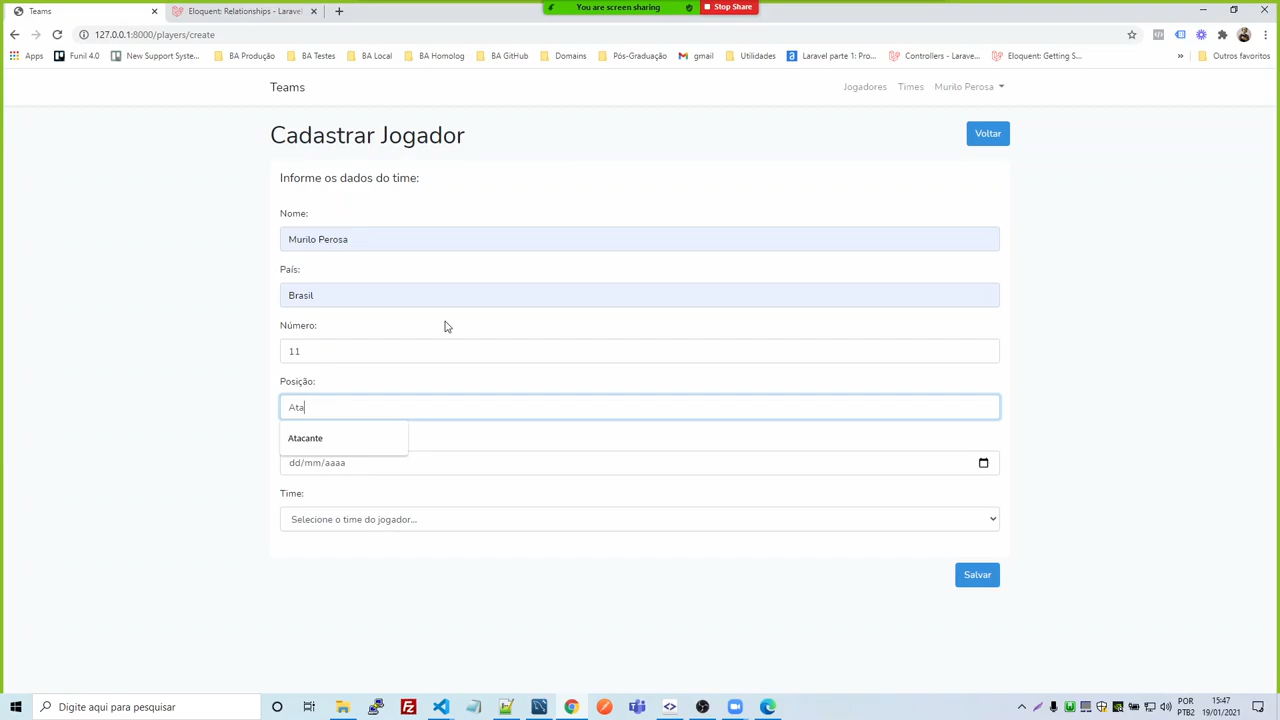 Teams
Eloquent: Relationships - Laravel
You are screen sharing
Stop Share
127.0.0.1:8000/players/create
Apps
Funil 4.0
New Support Syste...
BA Produção
BA Testes
BA Local
BA Homolog
BA GitHub
Domains
Pós-Graduação
gmail
Utilidades
Laravel parte 1: Pro...
Controllers - Larave...
Eloquent: Getting S...
»
Outros favoritos
Teams
Jogadores
Times
Murilo Perosa
Cadastrar Jogador
Voltar
Informe os dados do time:
Nome:
Murilo Perosa
País:
Brasil
Número:
11
Posição:
Ata
Atacante
dd/mm/aaaa
Time:
Selecione o time do jogador...
Salvar
Digite aqui para pesquisar
POR
PTB2
15:47
19/01/2021